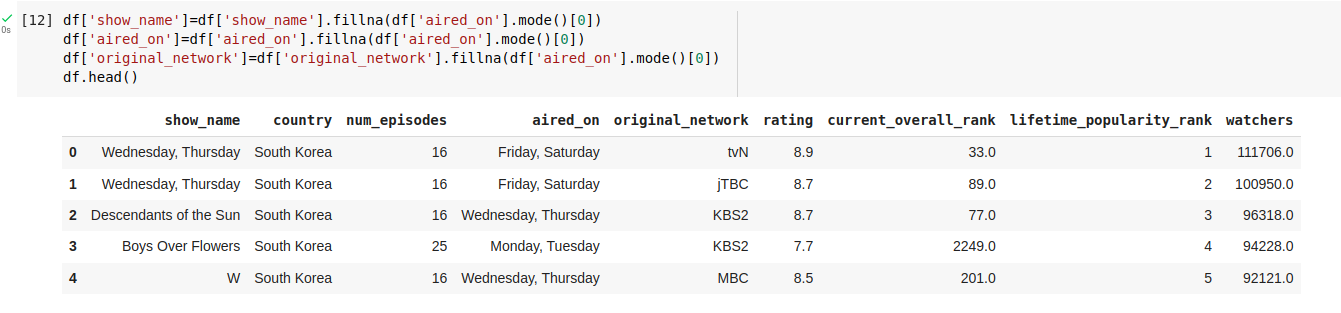 [12] df['show_name']=df['show_name'].fillna(df['aired_on'].mode()[0])
df['aired_on']=df['aired_on'].fillna(df['aired_on'].mode()[0])
df['original_network']=df['original_network'].fillna(df['aired_on'].mode()[0])
df.head()
0s
show_name country num_episodes aired_on original_network rating current_overall_rank lifetime_popularity_rank watchers
0 Wednesday, Thursday South Korea 16 Friday, Saturday tvN 8.9 33.0 1 111706.0
1 Wednesday, Thursday South Korea 16 Friday, Saturday jTBC 8.7 89.0 2 100950.0
2 Descendants of the Sun South Korea 16 Wednesday, Thursday KBS2 8.7 77.0 3 96318.0
3 Boys Over Flowers South Korea 25 Monday, Tuesday KBS2 7.7 2249.0 4 94228.0
4 W South Korea 16 Wednesday, Thursday MBC 8.5 201.0 5 92121.0